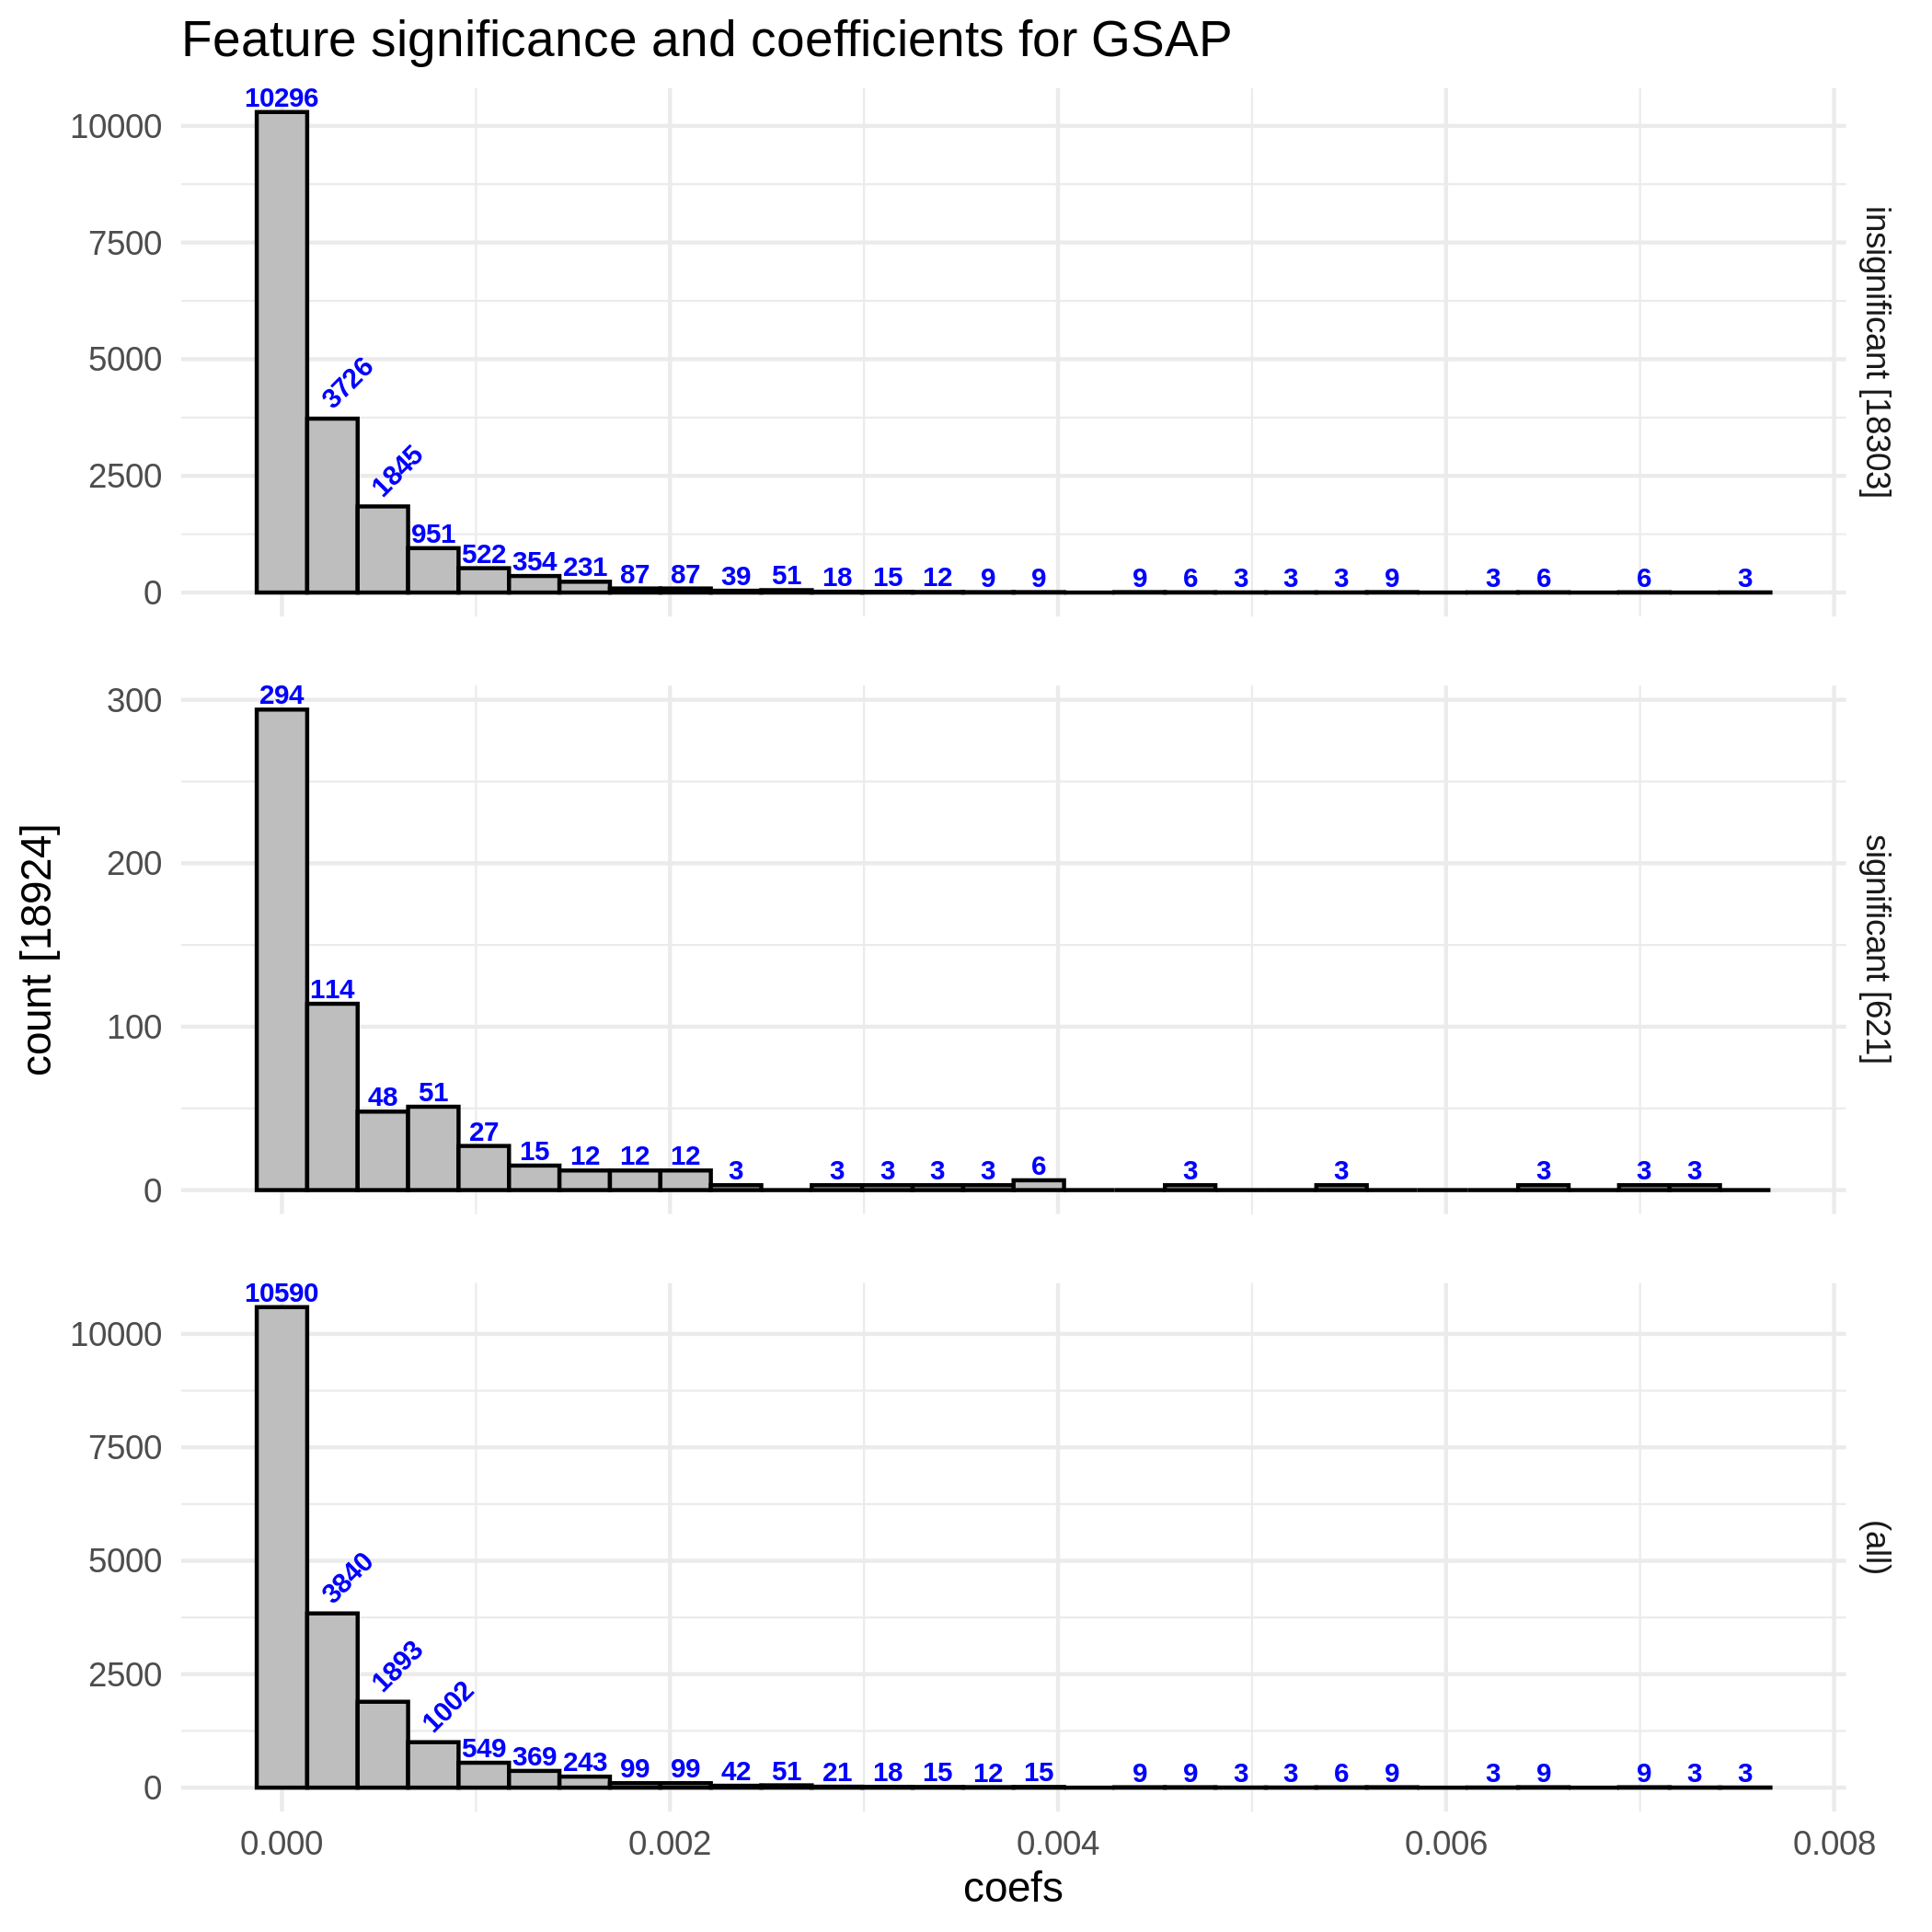 Feature significance and coefficients for GSAP
10296
10000
7500
5000
2500
0
3726
1845
951 522 354 231 87 87 39 51 18 15 12 9 9 9 6 3 3 3 9 3 6 6 3
insignificant [18303]
count [18924]
294
300
200
100
0
114
48 51 27 15 12 12 12 3 3 3 3 3 6 3 3 3 3 3
significant [621]
10590
10000
7500
5000
2500
0
3840
1893
1002
549 369 243 99 99 42 51 21 18 15 12 15 9 9 3 3 6 9 3 9 9 3 3
(all)
0.000 0.002 0.004 0.006 0.008
coefs